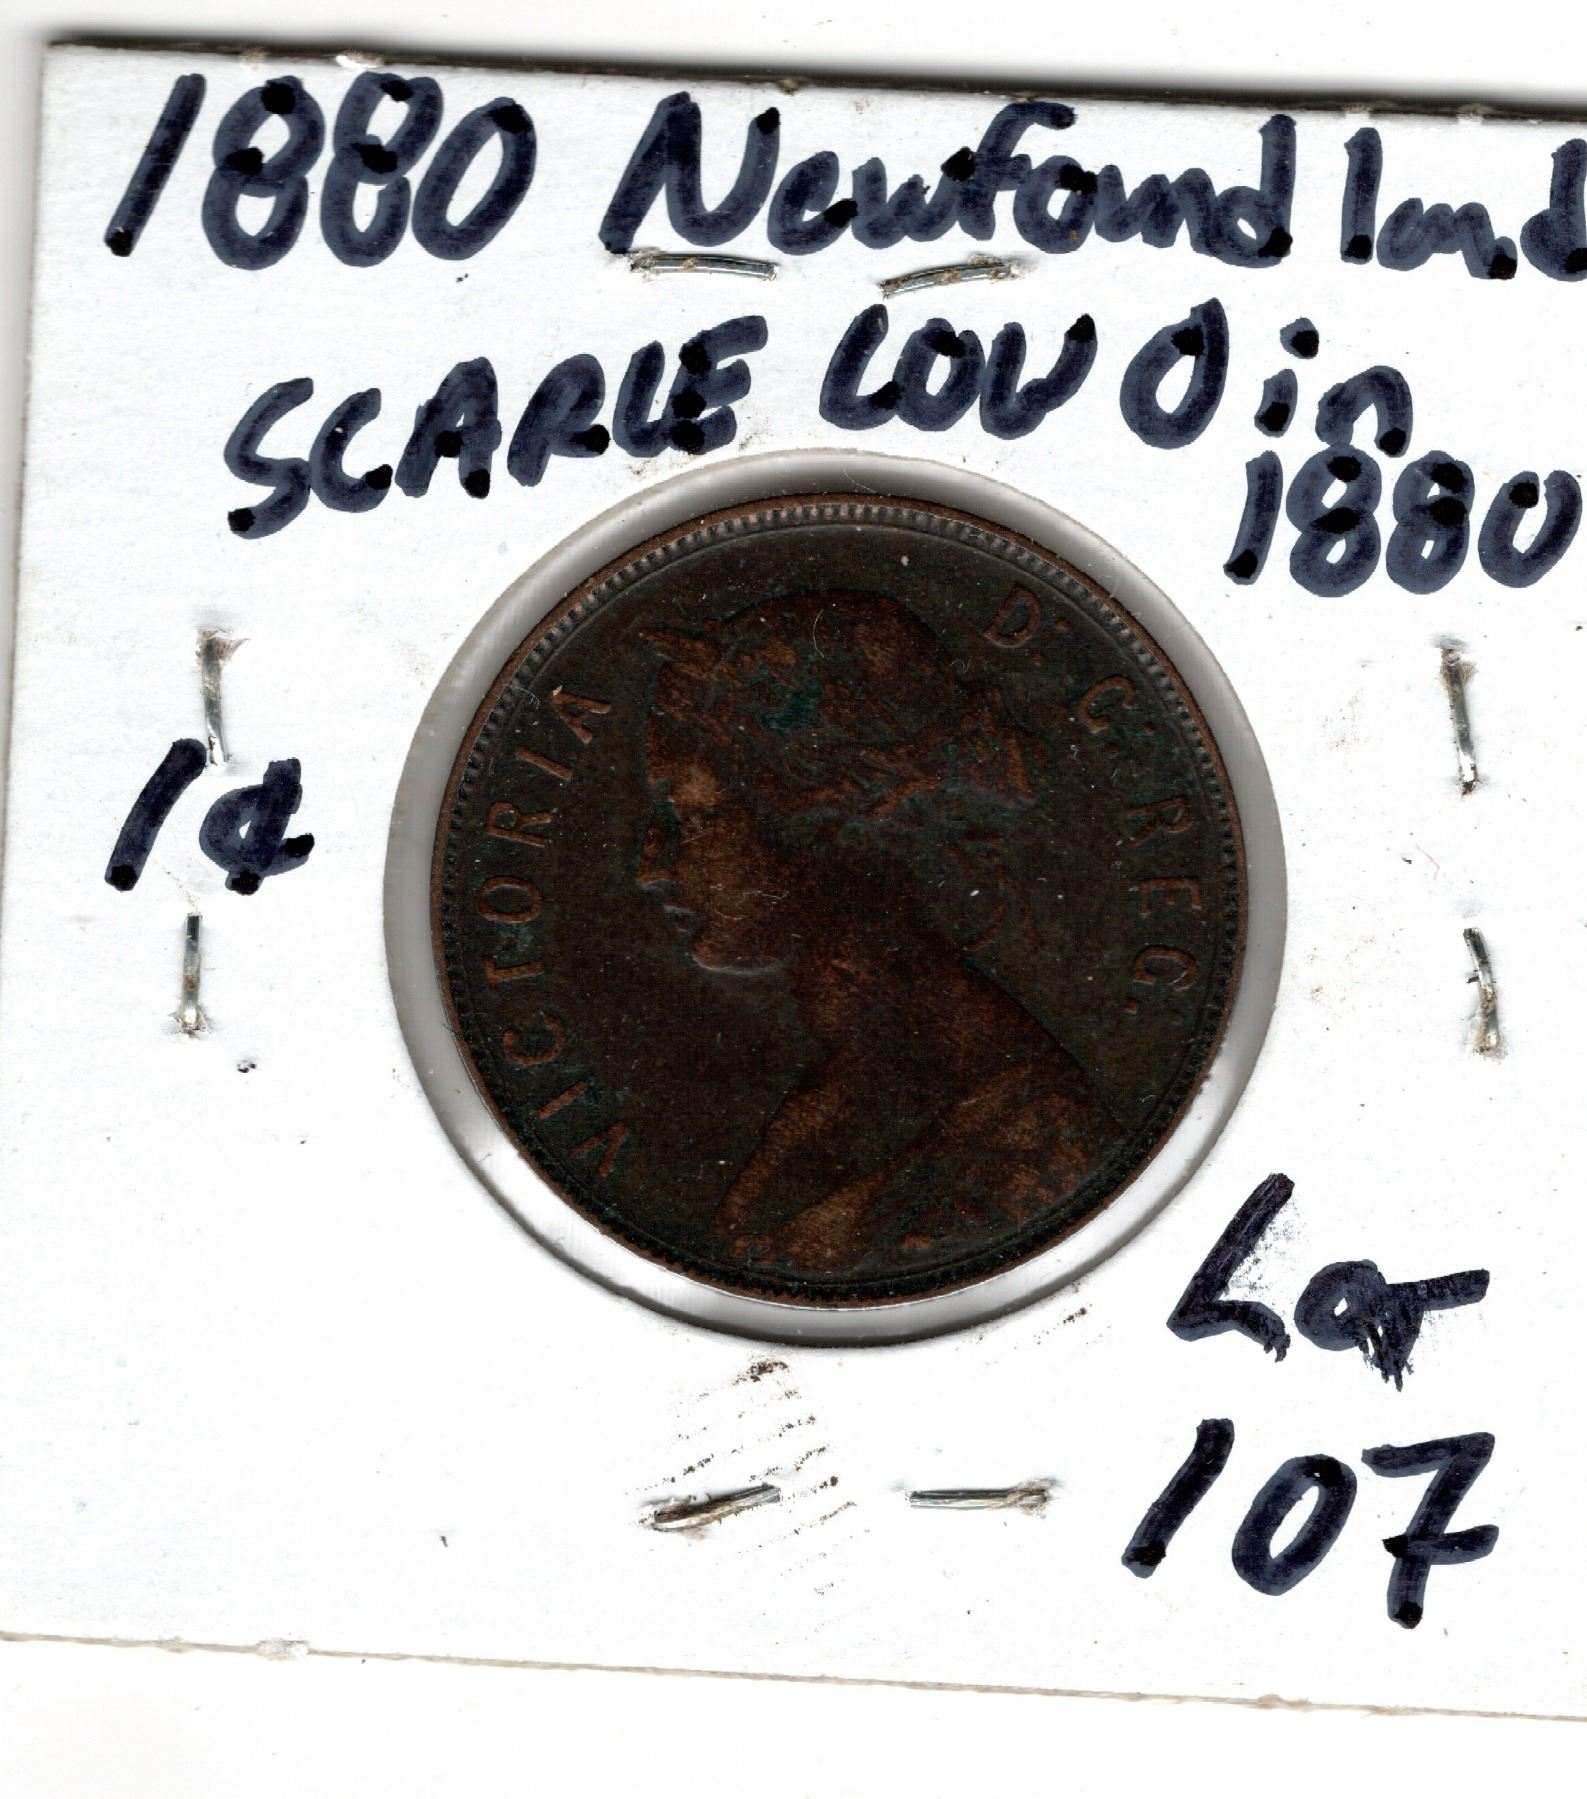 1880 Newfoundland
SCARCE LOW 0 in
1880
1¢
VICTORIA D: G: REG:
Lot
107